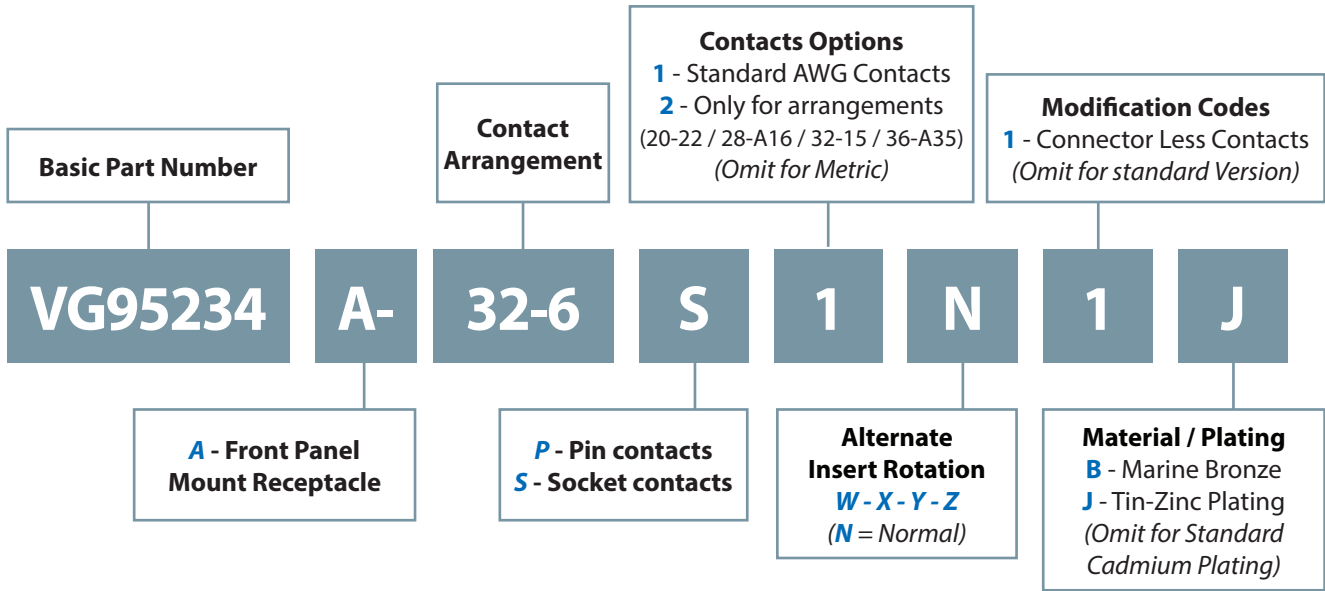 Basic Part Number
Contact
Arrangement
Contacts Options
1 - Standard AWG Contacts
2 - Only for arrangements
(20-22 / 28-A16 / 32-15 / 36-A35)
(Omit for Metric)
Modification Codes
1 - Connector Less Contacts
(Omit for standard Version)
VG95234 A- 32-6 S 1 N 1 J
A - Front Panel
Mount Receptacle
P - Pin contacts
S - Socket contacts
Alternate
Insert Rotation
W - X - Y - Z
(N = Normal)
Material / Plating
B - Marine Bronze
J - Tin-Zinc Plating
(Omit for Standard
Cadmium Plating)